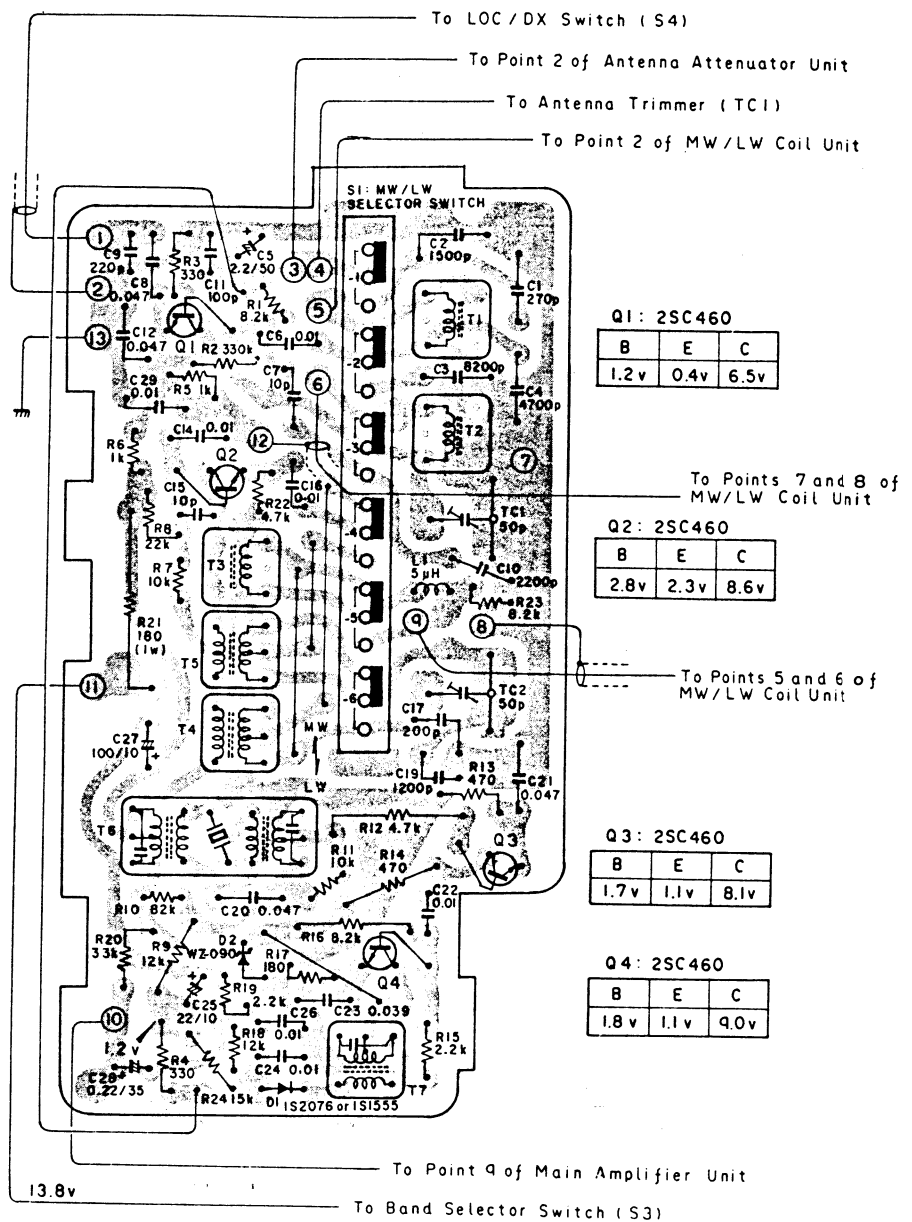 To LOC/DX Switch (S4)
To Point 2 of Antenna Attenuator Unit
To Antenna Trimmer (TC1)
To Point 2 of MW/LW Coil Unit
S1: MW/LW
SELECTOR SWITCH
1
C9
220p
C8
0.047
R3
330
C11
100p
C5
2.2/50
3
4
C2
1500p
-1
C1
270p
2
R1
8.2k
5
T1
13
C12
0.047
Q1
C6
0.01
-2
R2 330k
C3
8200p
C29
0.01
R5 1k
C7
10p
6
C4
4700p
Q1: 2SC460
B
E
C
1.2v
0.4v
6.5v
C14
0.01
12
-3
T2
R6
1k
Q2
7
C15
10p
R22
4.7k
C16
0.01
TC1
50p
To Points 7 and 8 of
MW/LW Coil Unit
R8
22k
-4
L1
5μH
C10
2200p
Q2: 2SC460
B
E
C
2.8v
2.3v
8.6v
R7
10k
T3
R23
8.2k
R21
180
(1w)
-5
9
8
T5
11
-6
TC2
50p
To Points 5 and 6 of
MW/LW Coil Unit
T4
C17
200p
C27
100/10
MW
LW
C19
1200p
R13
470
C21
0.047
T6
R12 4.7k
Q3
R11
10k
R14
470
Q3: 2SC460
B
E
C
1.7v
1.1v
8.1v
R10
82k
C20
0.047
C22
0.01
R20
33k
R9
12k
WZ-090
D2
R17
180
R16 8.2k
Q4
C25
22/10
R19
2.2k
C26
0.01
C23
0.039
Q4: 2SC460
B
E
C
1.8v
1.1v
9.0v
10
1.2v
R4
330
R18
12k
C24
0.01
R15
2.2k
C28
0.22/35
R24 15k
D1
1S2076 or 1S1555
T7
To Point 9 of Main Amplifier Unit
13.8v
To Band Selector Switch (S3)